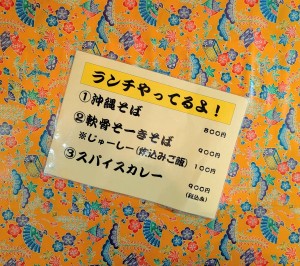 ランチやってるよ！
①沖縄そば 800円
②軟骨そーきそば 900円
※じゅーしー(炊込みご飯) 100円
③スパイスカレー 900円
(税込み)